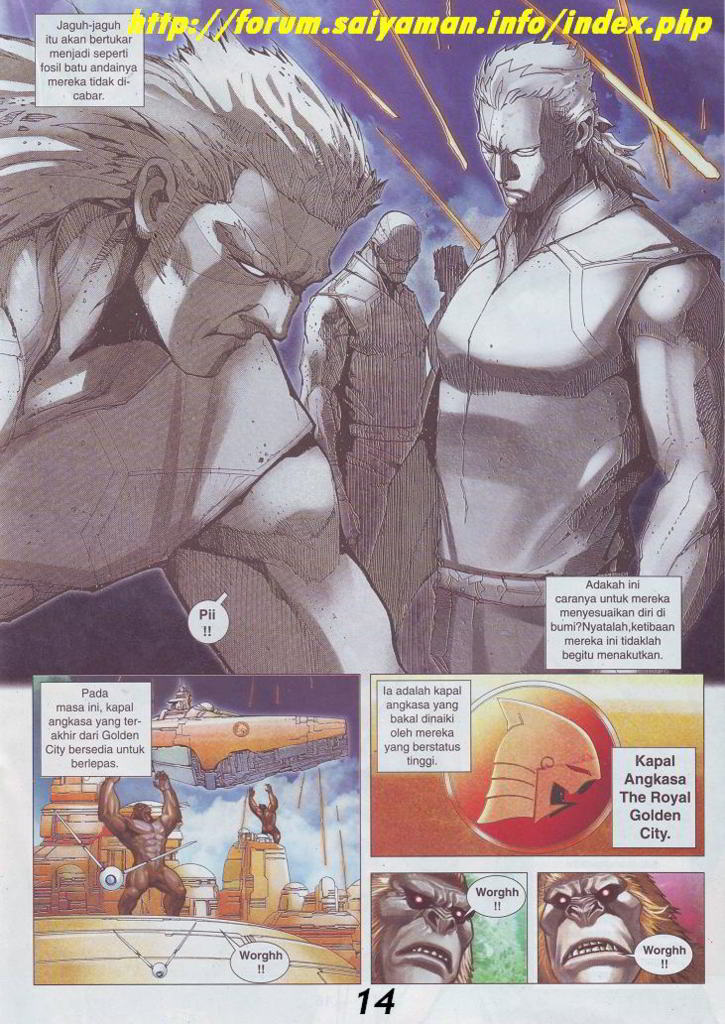 http://forum.saiyaman.info/index.php
Jaguh-jaguh
itu akan bertukar
menjadi seperti
fosil batu andainya
mereka tidak di-
cabar.
Pii
!!
Adakah ini
caranya untuk mereka
menyesuaikan diri di
bumi?Nyatalah,ketibaan
mereka ini tidaklah
begitu menakutkan.
Pada
masa ini, kapal
angkasa yang ter-
akhir dari Golden
City bersedia untuk
berlepas.
Worghh
!!
Ia adalah kapal
angkasa yang
bakal dinaiki
oleh mereka
yang berstatus
tinggi.
Kapal
Angkasa
The Royal
Golden
City.
Worghh
!!
Worghh
!!
14